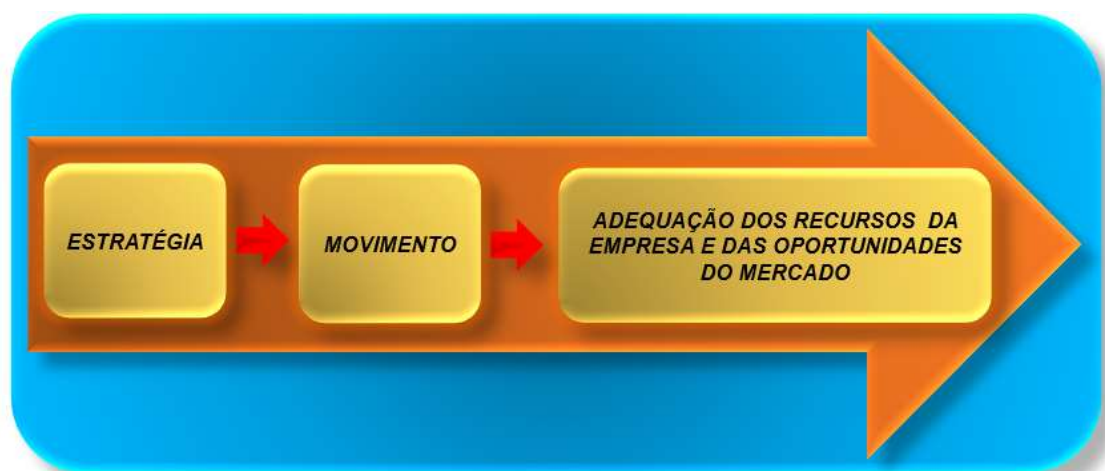 ESTRATÉGIA
MOVIMENTO
ADEQUAÇÃO DOS RECURSOS DA
EMPRESA E DAS OPORTUNIDADES
DO MERCADO